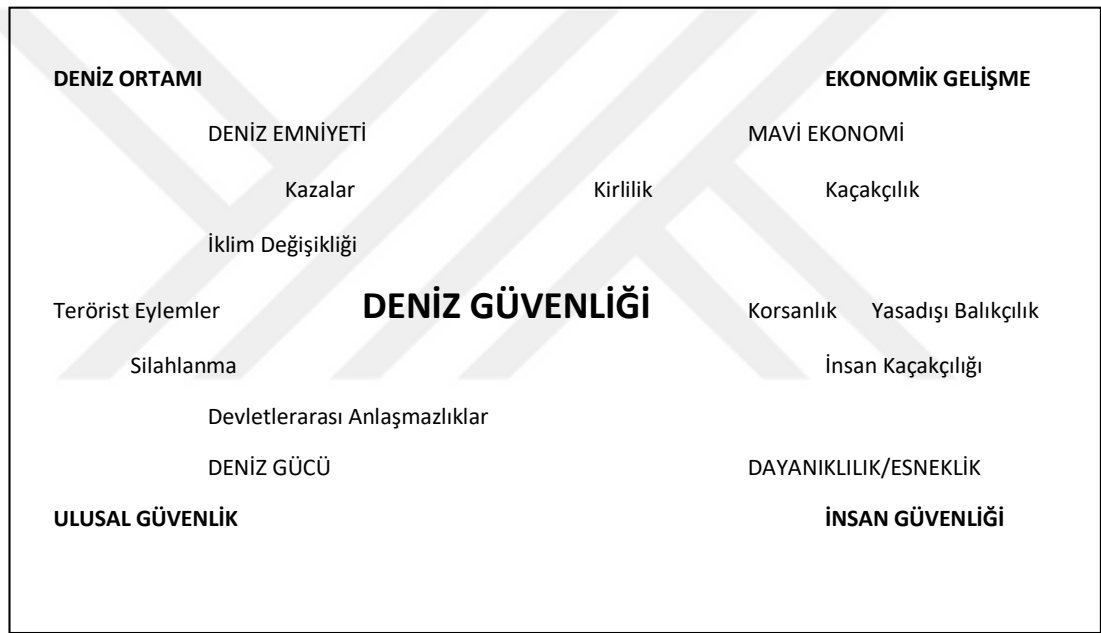 DENİZ ORTAMI EKONOMİK GELİŞME
DENİZ EMNİYETİ MAVİ EKONOMİ
Kazalar Kirlilik Kaçakçılık
İklim Değişikliği
Terörist Eylemler DENİZ GÜVENLİĞİ Korsanlık Yasadışı Balıkçılık
Silahlanma İnsan Kaçakçılığı
Devletlerarası Anlaşmazlıklar
DENİZ GÜCÜ DAYANIKLILIK/ESNEKLİK
ULUSAL GÜVENLİK İNSAN GÜVENLİĞİ